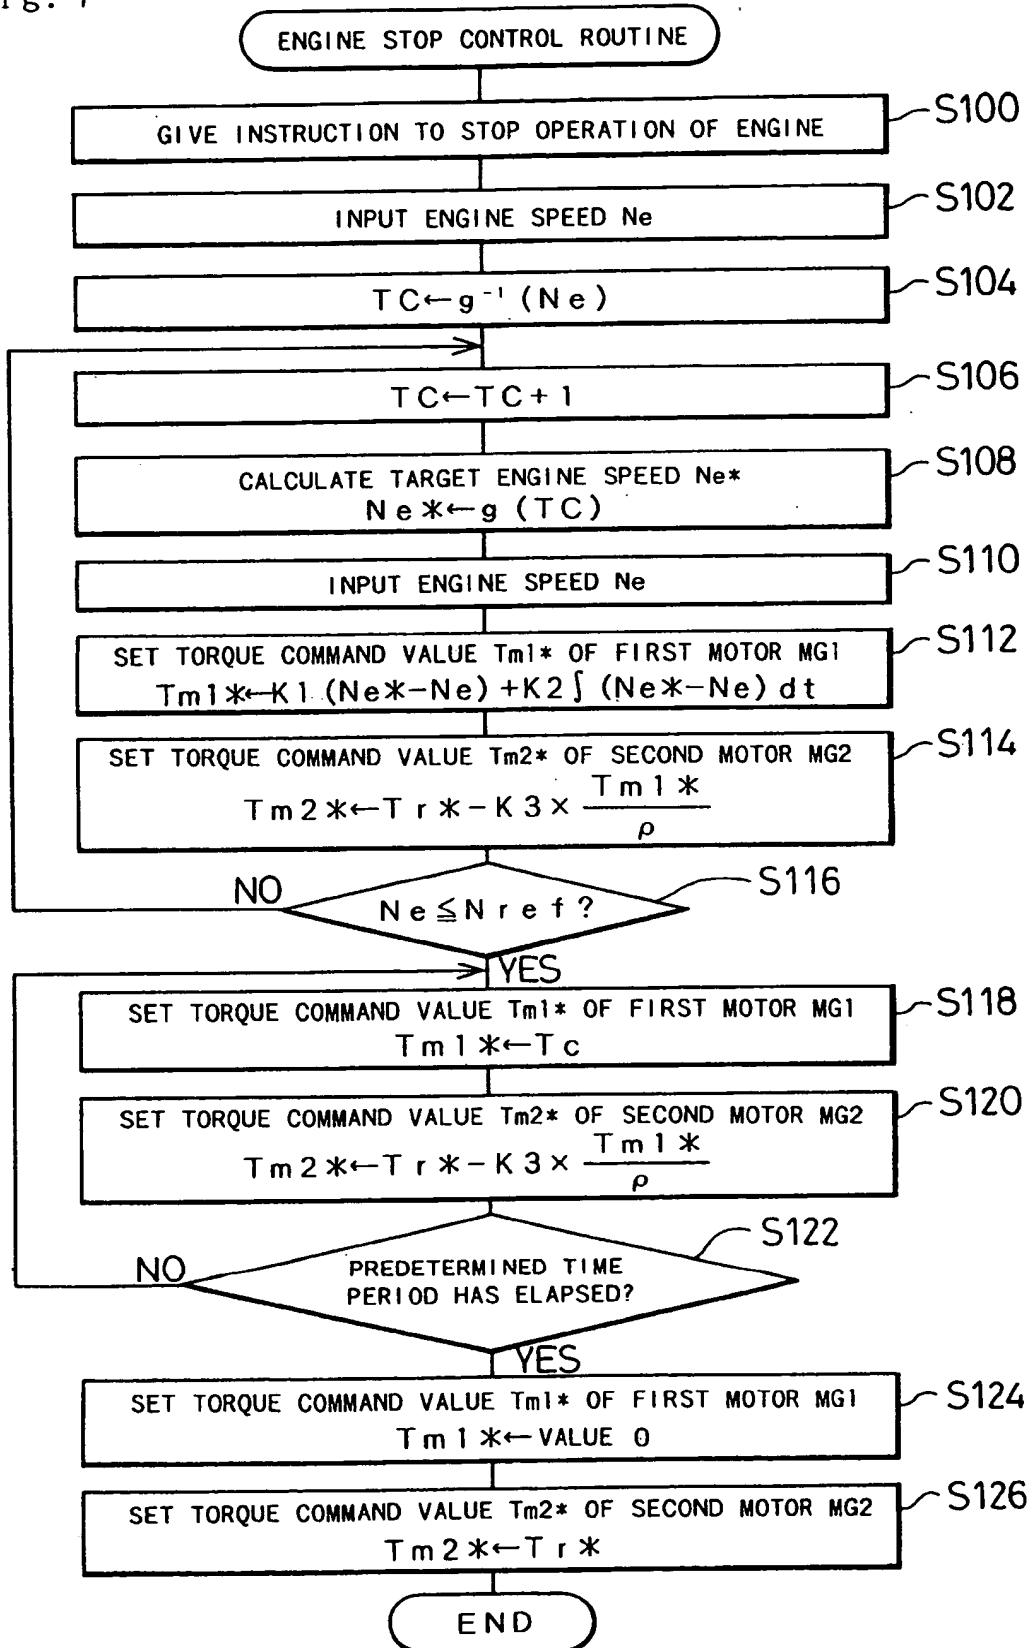 ENGINE STOP CONTROL ROUTINE
GIVE INSTRUCTION TO STOP OPERATION OF ENGINE
S100
INPUT ENGINE SPEED Ne
S102
TC←g⁻¹(Ne)
S104
TC←TC+1
S106
CALCULATE TARGET ENGINE SPEED Ne*
Ne*←g(TC)
S108
INPUT ENGINE SPEED Ne
S110
SET TORQUE COMMAND VALUE Tm1* OF FIRST MOTOR MG1
Tm1*←K1(Ne*-Ne)+K2∫(Ne*-Ne)dt
S112
SET TORQUE COMMAND VALUE Tm2* OF SECOND MOTOR MG2
Tm2*←Tr*-K3×Tm1*/ρ
S114
Ne≦Nref?
S116
NO
YES
SET TORQUE COMMAND VALUE Tm1* OF FIRST MOTOR MG1
Tm1*←Tc
S118
SET TORQUE COMMAND VALUE Tm2* OF SECOND MOTOR MG2
Tm2*←Tr*-K3×Tm1*/ρ
S120
PREDETERMINED TIME
PERIOD HAS ELAPSED?
S122
NO
YES
SET TORQUE COMMAND VALUE Tm1* OF FIRST MOTOR MG1
Tm1*←VALUE 0
S124
SET TORQUE COMMAND VALUE Tm2* OF SECOND MOTOR MG2
Tm2*←Tr*
S126
END